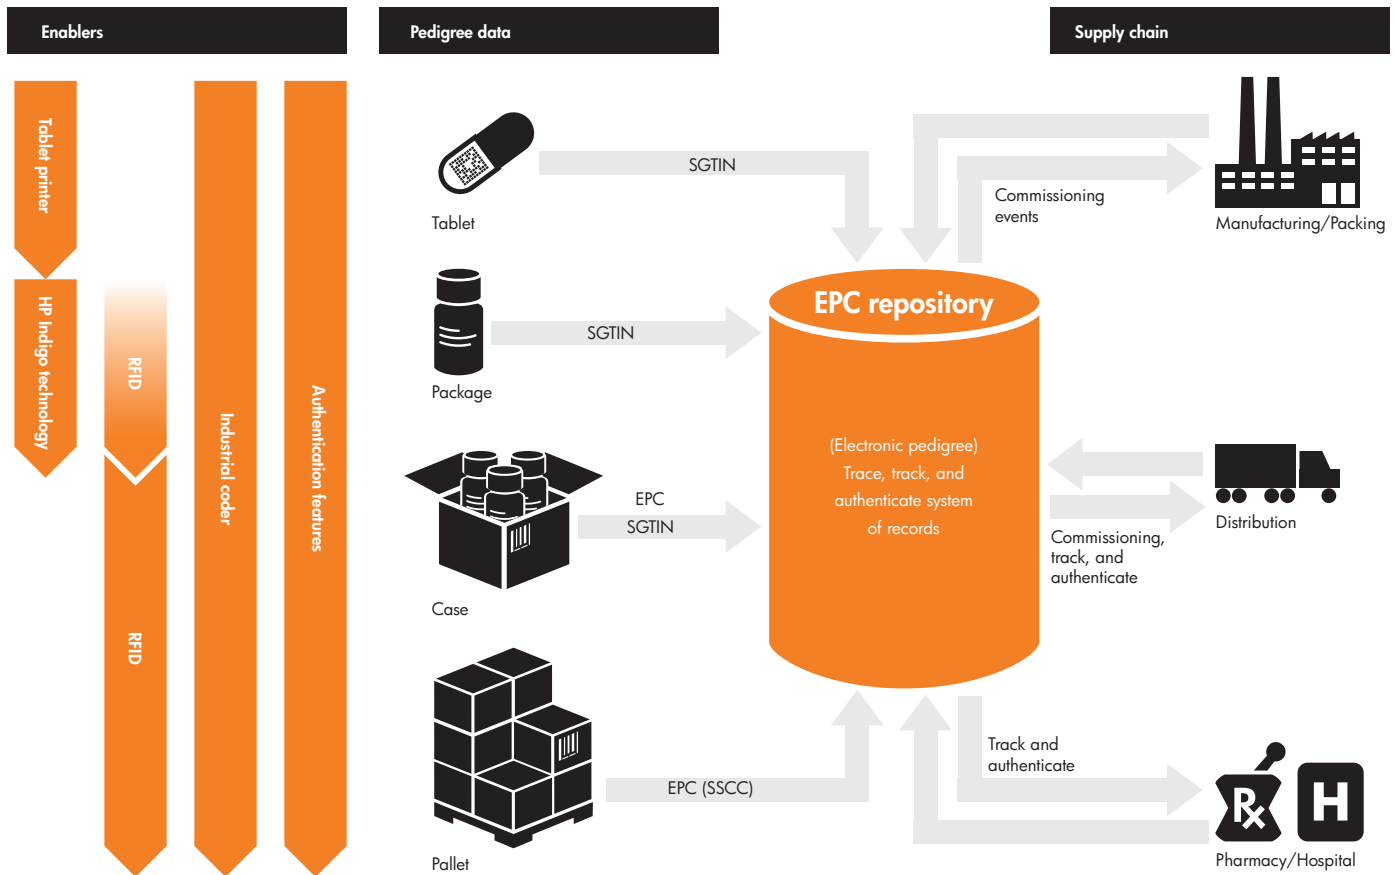 Enablers
Pedigree data
Supply chain
Tablet printer
HP Indigo technology
RFID
RFID
Industrial coder
Authentication features
SGTIN
Tablet
SGTIN
Package
EPC
SGTIN
Case
EPC (SSCC)
Pallet
EPC repository
(Electronic pedigree)
Trace, track, and
authenticate system
of records
Commissioning
events
Manufacturing/Packing
Commissioning,
track, and
authenticate
Distribution
Track and
authenticate
Rx
H
Pharmacy/Hospital